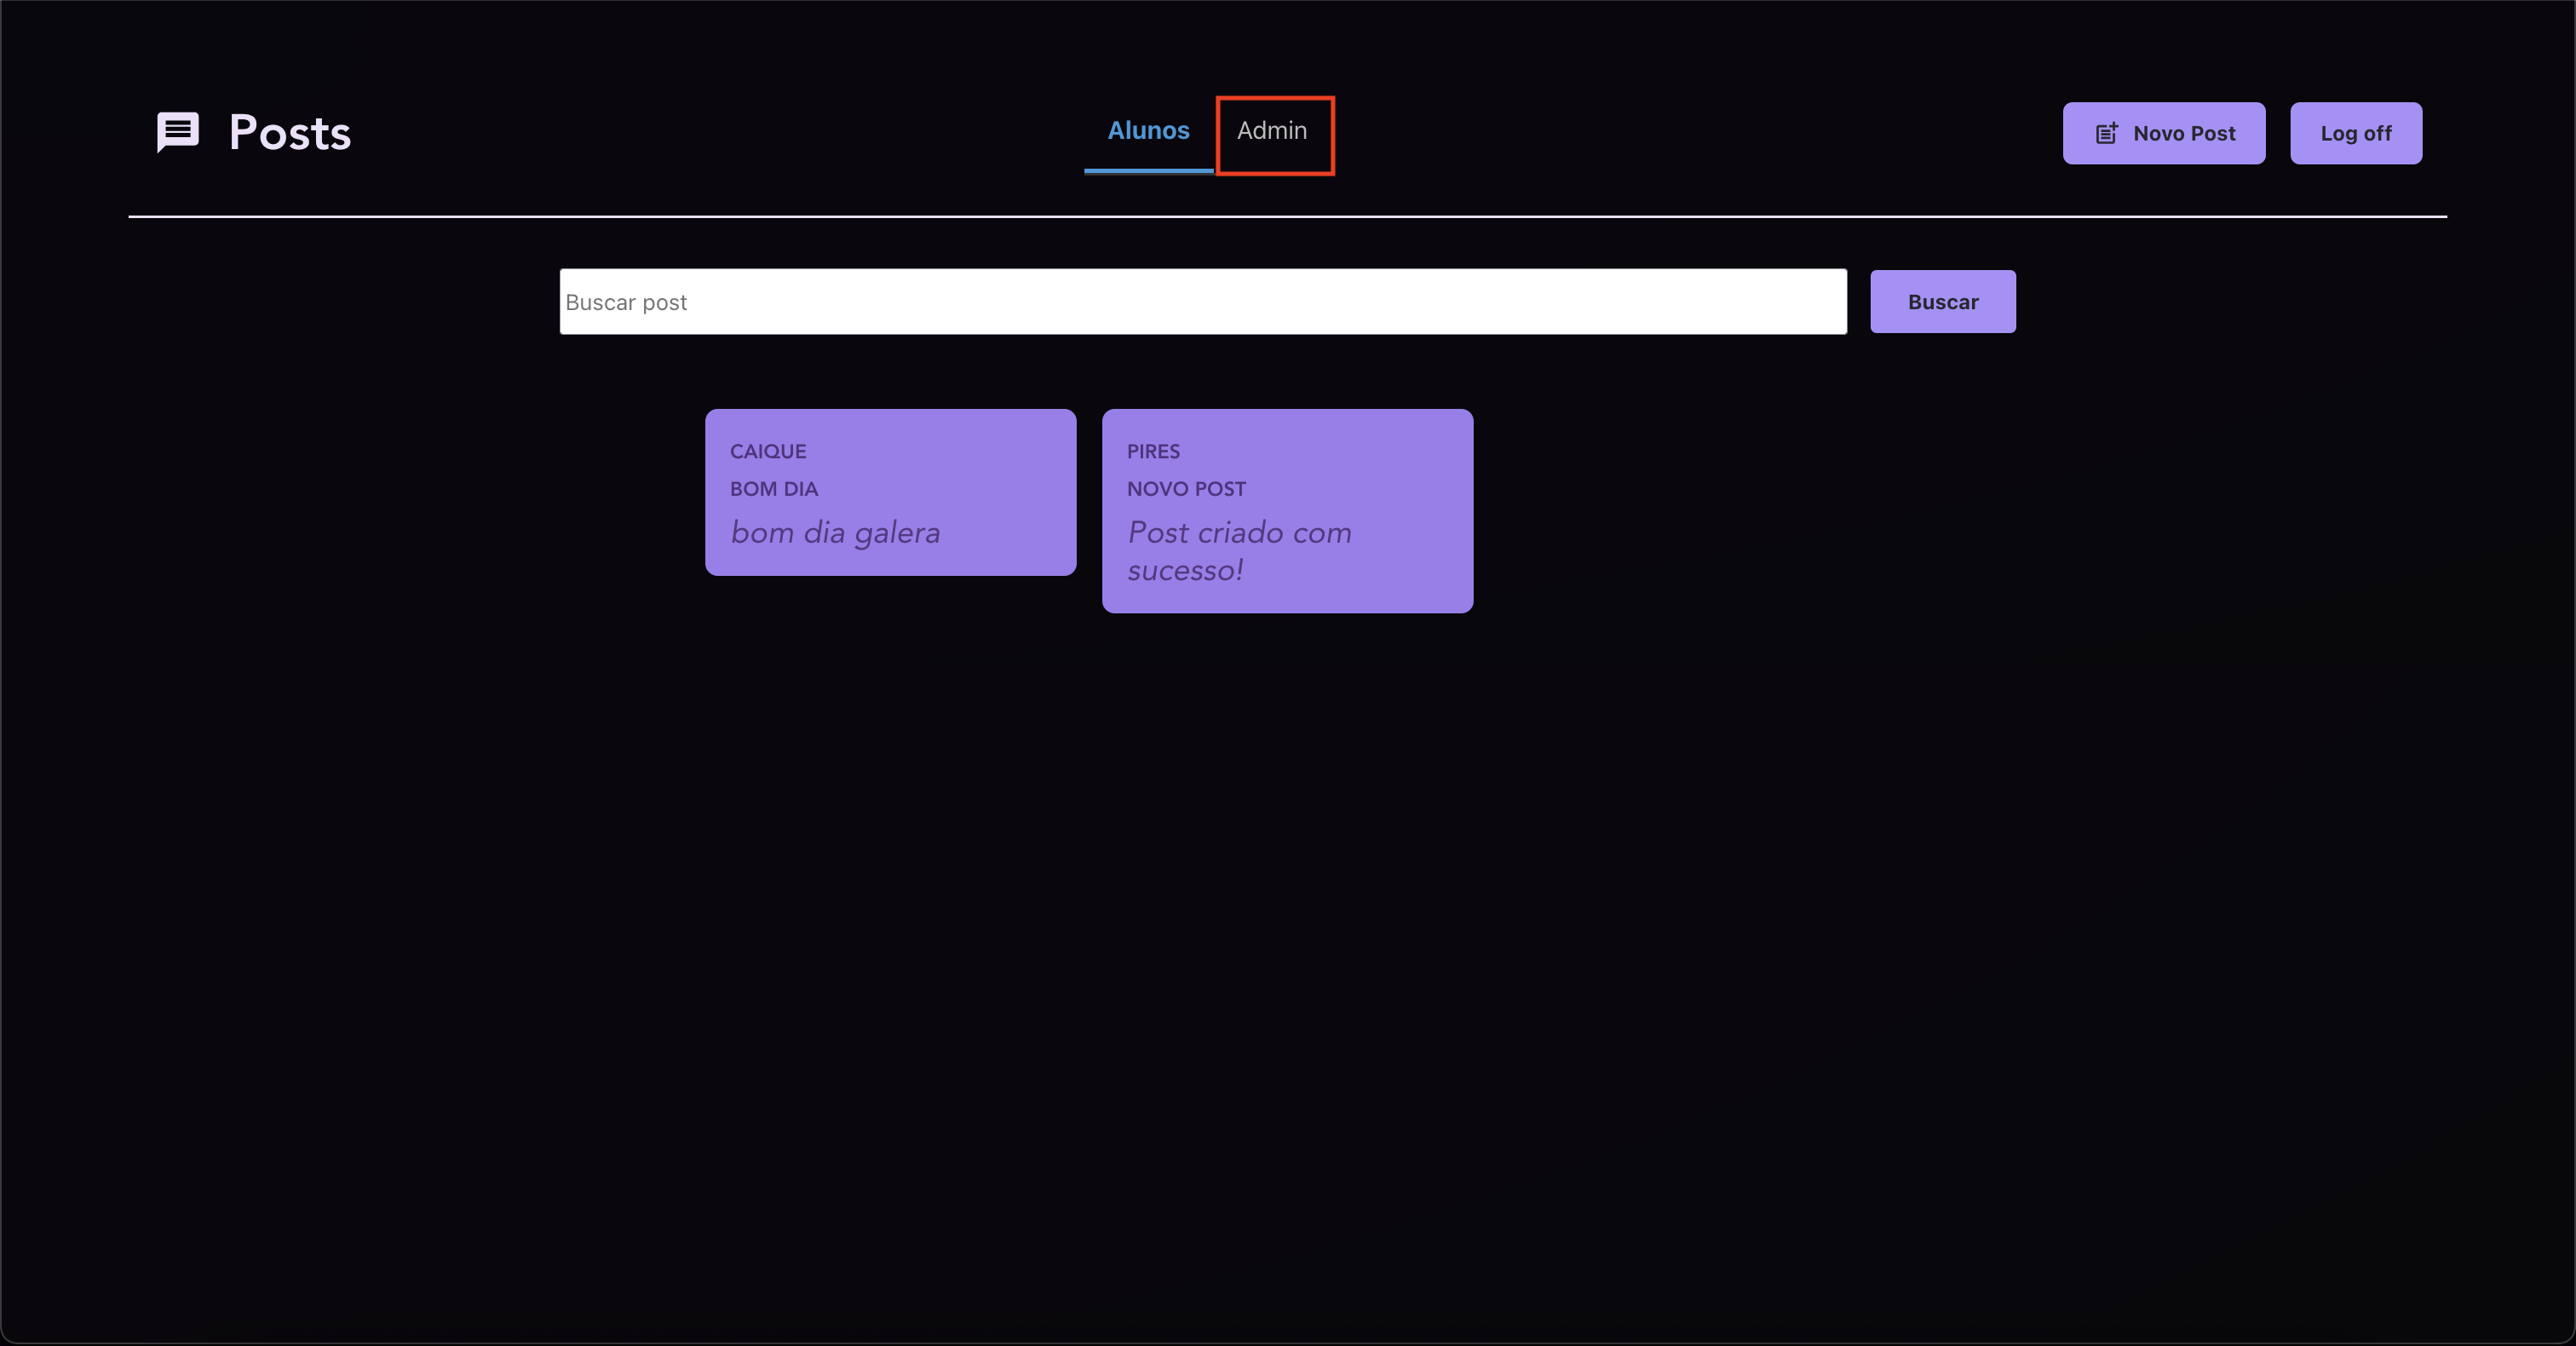 Posts
Alunos
Admin
Novo Post
Log off
Buscar post
Buscar
CAIQUE
BOM DIA
bom dia galera
PIRES
NOVO POST
Post criado com
sucesso!